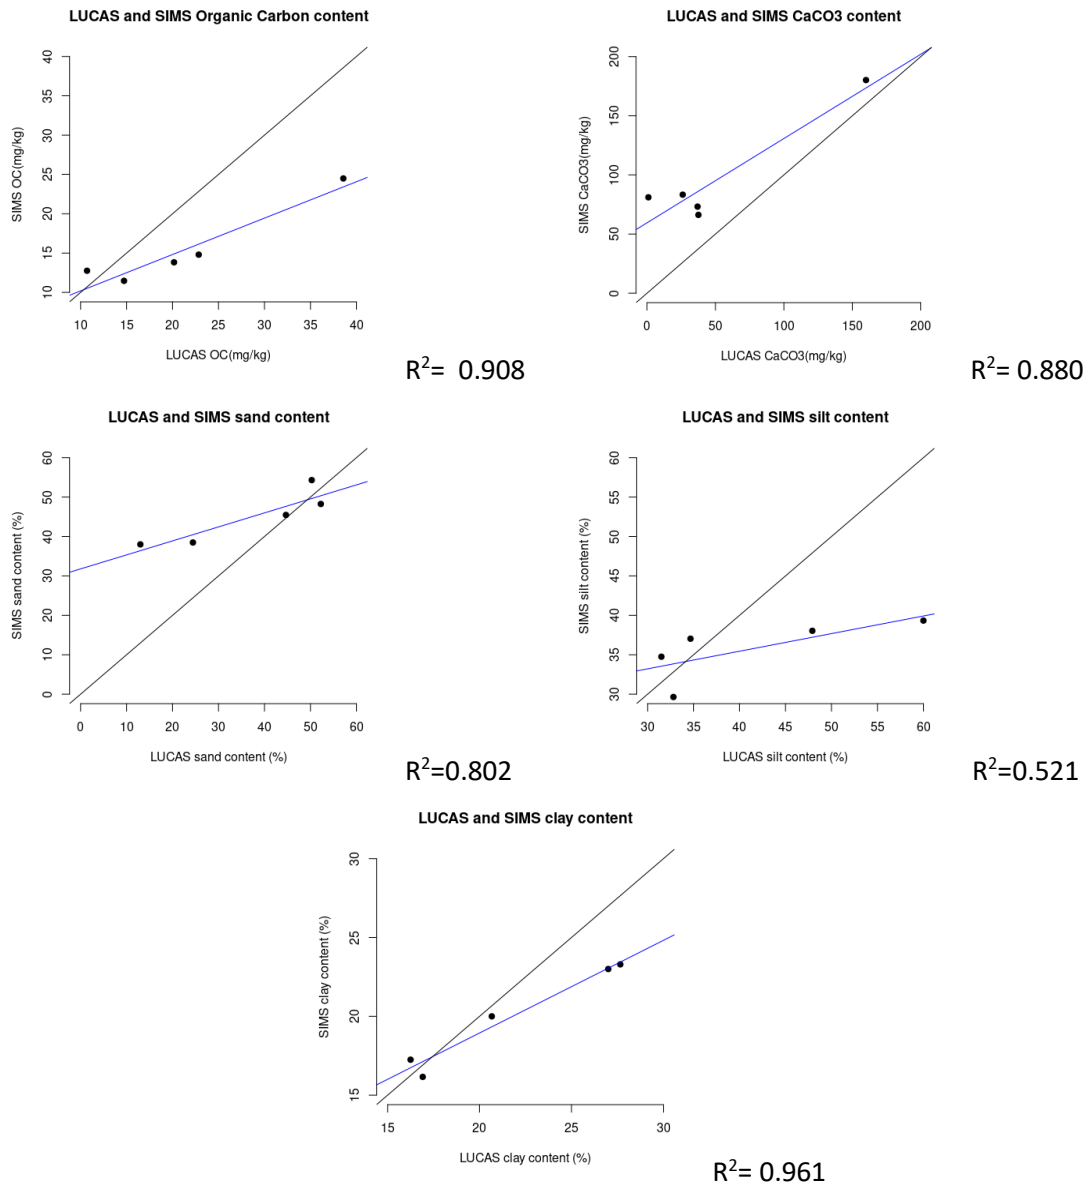 LUCAS and SIMS Organic Carbon content
40
35
30
25
20
15
10
SIMS OC(mg/kg)
10 15 20 25 30 35 40
LUCAS OC(mg/kg)
R²= 0.908
LUCAS and SIMS CaCO3 content
200
150
100
50
0
SIMS CaCO3(mg/kg)
0 50 100 150 200
LUCAS CaCO3(mg/kg)
R²= 0.880
LUCAS and SIMS sand content
60
50
40
30
20
10
0
SIMS sand content (%)
0 10 20 30 40 50 60
LUCAS sand content (%)
R²=0.802
LUCAS and SIMS silt content
60
55
50
45
40
35
30
SIMS silt content (%)
30 35 40 45 50 55 60
LUCAS silt content (%)
R²=0.521
LUCAS and SIMS clay content
30
25
20
15
SIMS clay content (%)
15 20 25 30
LUCAS clay content (%)
R²= 0.961